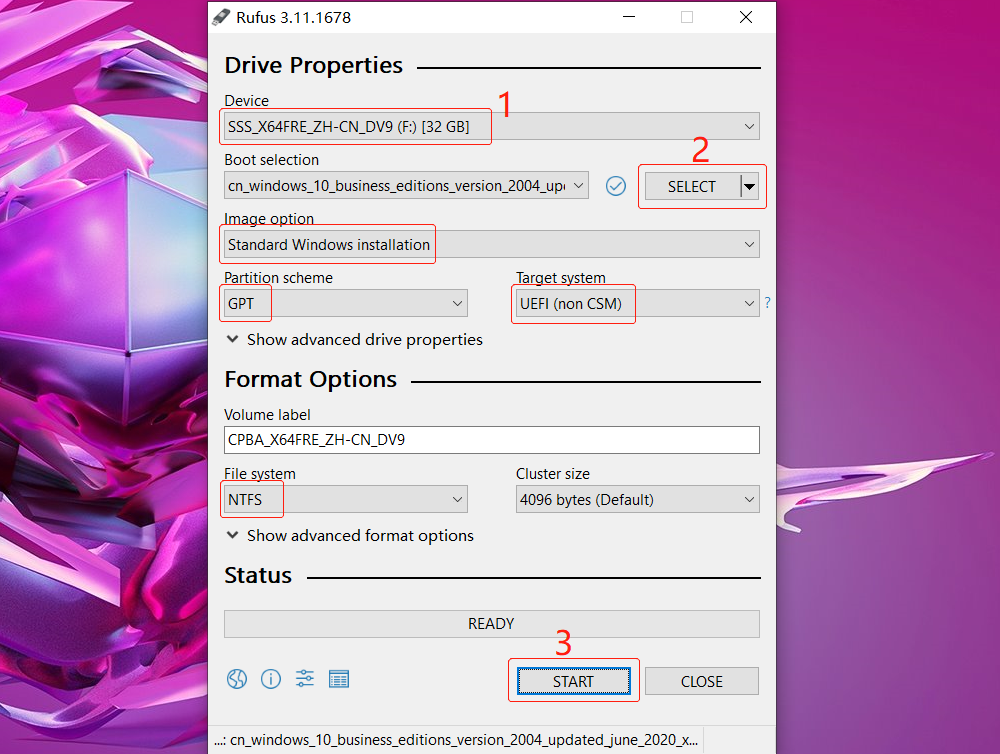 Rufus 3.11.1678
Drive Properties
Device
1
SSS_X64FRE_ZH-CN_DV9 (F:) [32 GB]
Boot selection
2
cn_windows_10_business_editions_version_2004_up
SELECT
Image option
Standard Windows installation
Partition scheme
Target system
GPT
UEFI (non CSM)
?
Show advanced drive properties
Format Options
Volume label
CPBA_X64FRE_ZH-CN_DV9
File system
Cluster size
NTFS
4096 bytes (Default)
Show advanced format options
Status
READY
3
START
CLOSE
...: cn_windows_10_business_editions_version_2004_updated_june_2020_x...